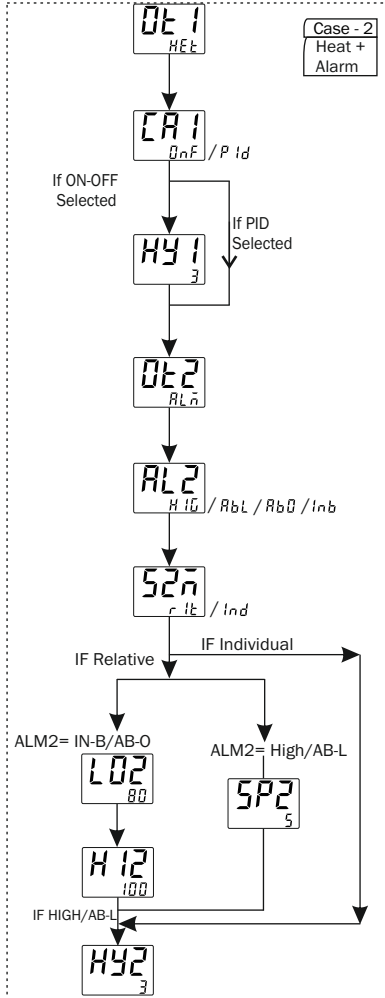 Ot1
HEt
Case - 2
Heat +
Alarm
CA1
OnF / PId
If ON-OFF
Selected
If PID
Selected
HY1
3
Ot2
ALm
AL2
HIG / AbL / AbO / Inb
S2m
rlt / Ind
IF Individual
IF Relative
ALM2= IN-B/AB-O
ALM2= High/AB-L
LO2
80
SP2
5
HI2
100
IF HIGH/AB-L
HY2
3